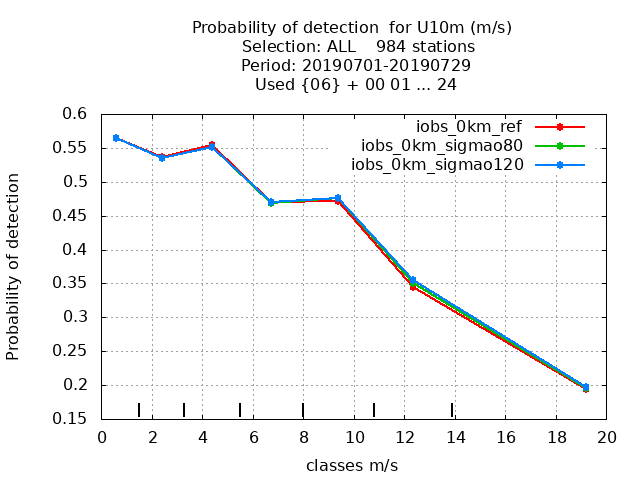 Probability of detection  for U10m (m/s)
Selection: ALL    984 stations
Period: 20190701-20190729
Used {06} + 00 01 ... 24
iobs_0km_ref
iobs_0km_sigmao80
iobs_0km_sigmao120
Probability of detection
0.6
0.55
0.5
0.45
0.4
0.35
0.3
0.25
0.2
0.15
0 2 4 6 8 10 12 14 16 18 20
classes m/s